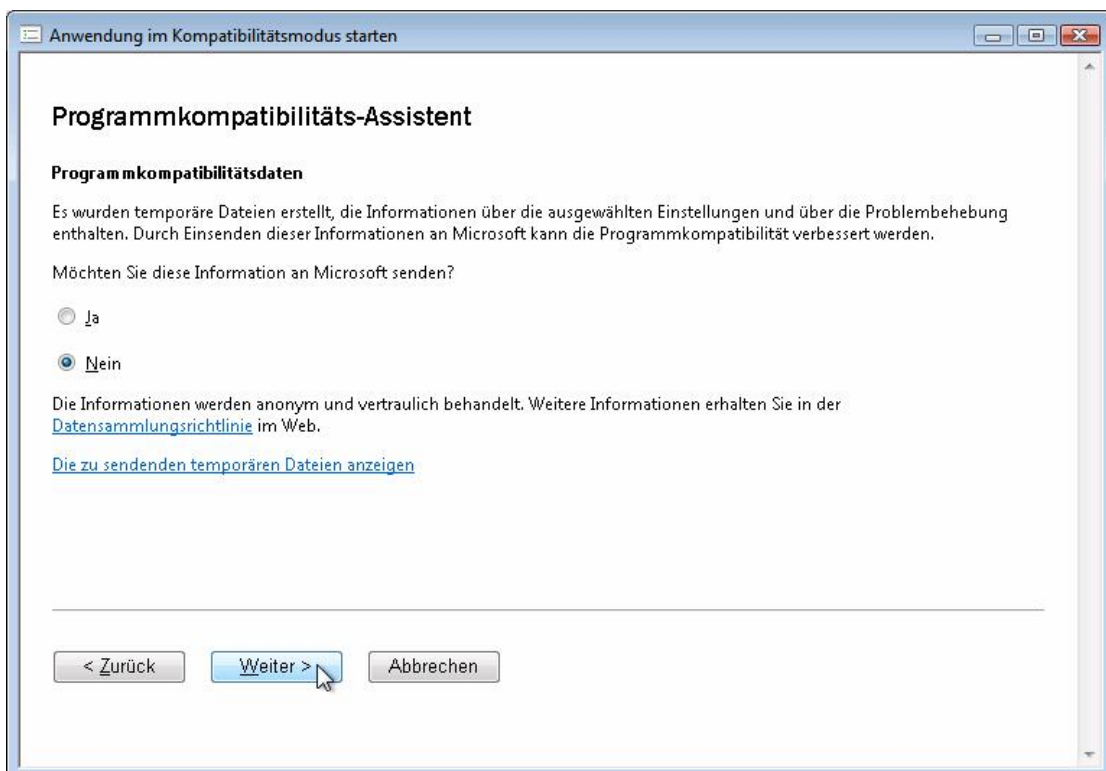 Anwendung im Kompatibilitätsmodus starten
Programmkompatibilitäts-Assistent
Programmkompatibilitätsdaten
Es wurden temporäre Dateien erstellt, die Informationen über die ausgewählten Einstellungen und über die Problembehebung
enthalten. Durch Einsenden dieser Informationen an Microsoft kann die Programmkompatibilität verbessert werden.
Möchten Sie diese Information an Microsoft senden?
Ja
Nein
Die Informationen werden anonym und vertraulich behandelt. Weitere Informationen erhalten Sie in der
Datensammlungsrichtlinie im Web.
Die zu sendenden temporären Dateien anzeigen
< Zurück Weiter > Abbrechen